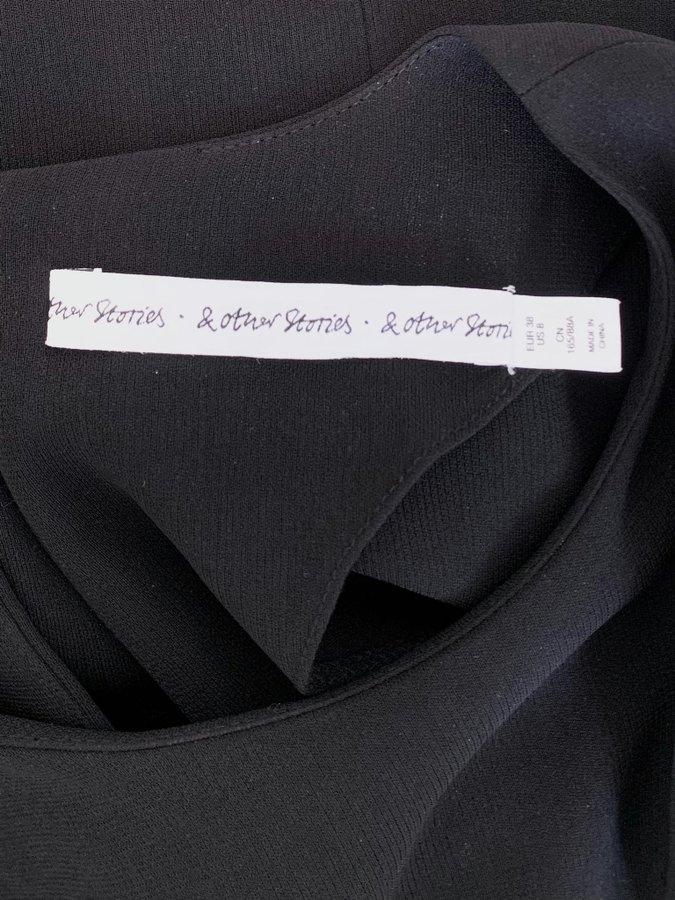 ther Stories · & other Stories · & other Stori
EUR 38
US 8
CN
165/88A
MADE IN
CHINA